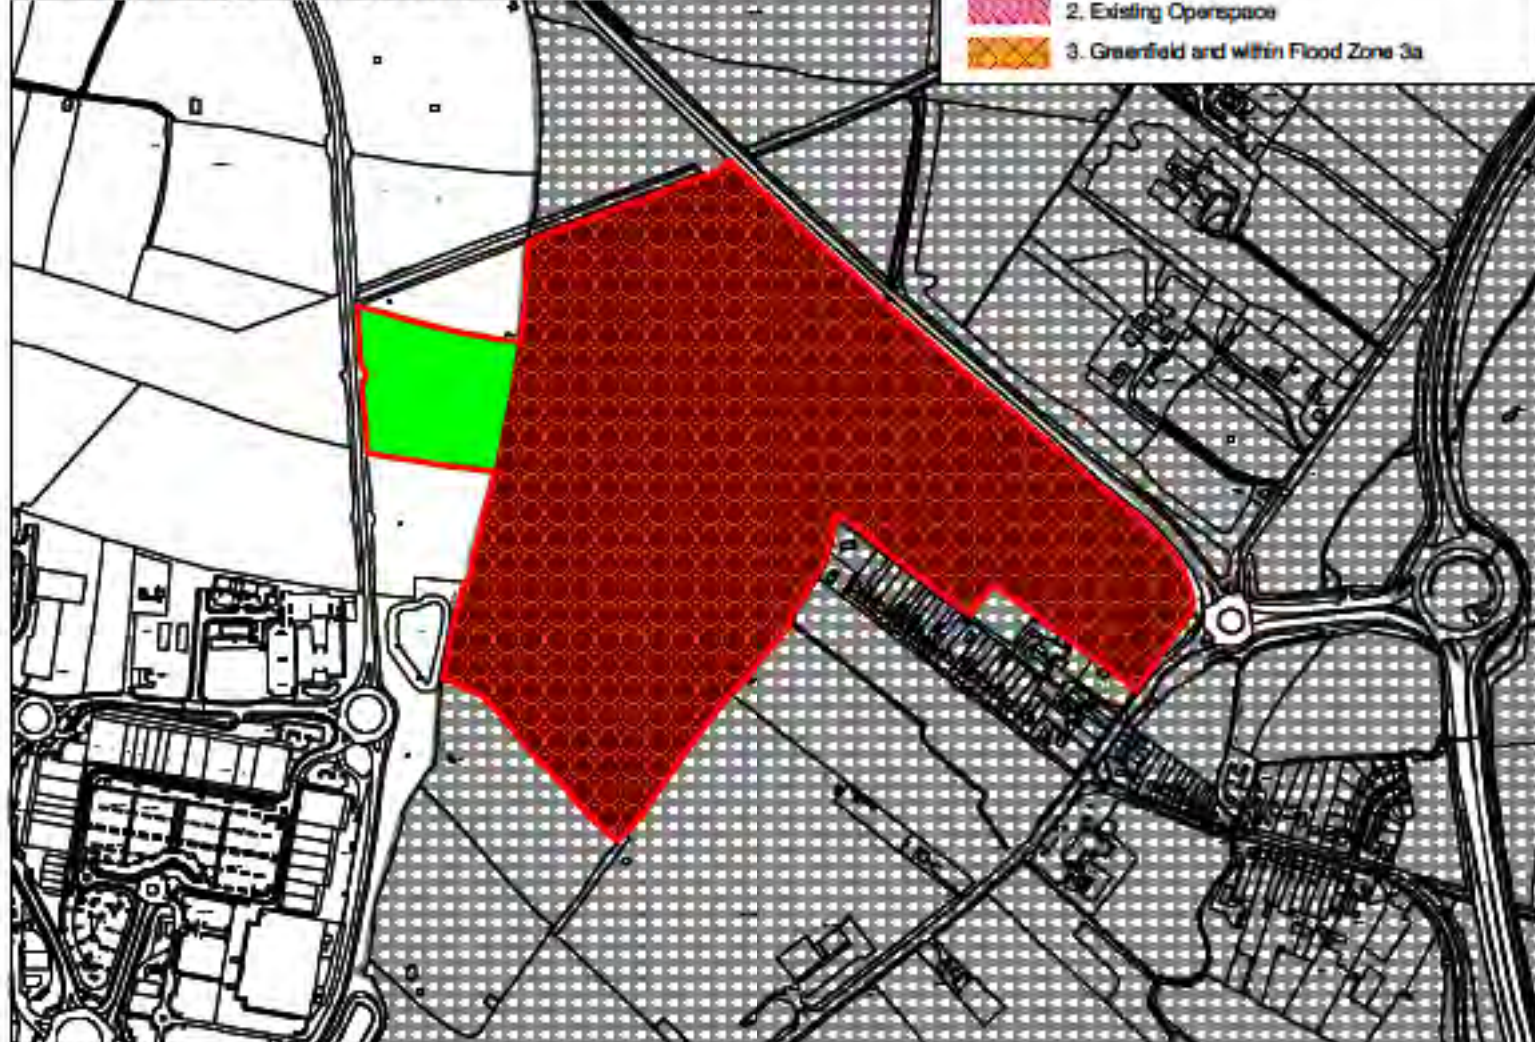 2. Existing Openspace
3. Greenfield and within Flood Zone 3a